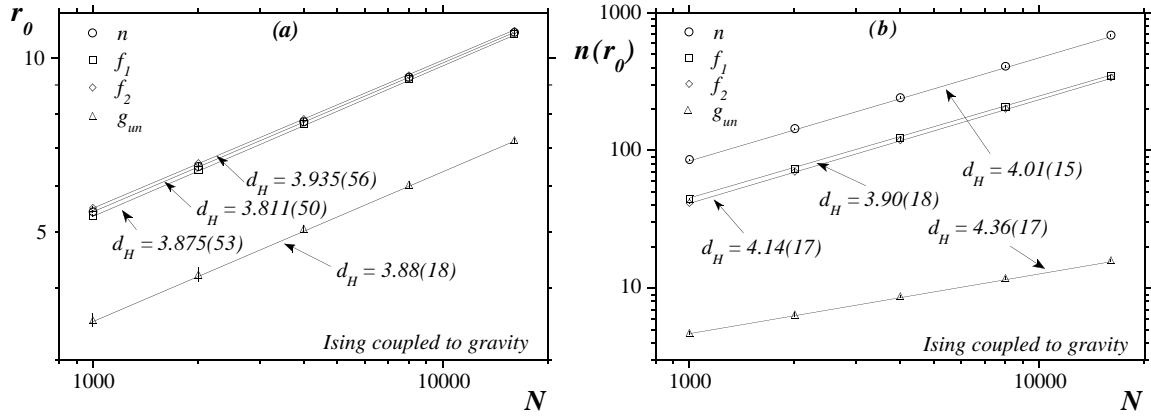 r0
(a)
n
f1
f2
gun
10
5
dH = 3.935(56)
dH = 3.811(50)
dH = 3.875(53)
dH = 3.88(18)
Ising coupled to gravity
1000
10000
N
n(r0)
(b)
n
f1
f2
gun
1000
100
10
dH = 4.01(15)
dH = 3.90(18)
dH = 4.14(17)
dH = 4.36(17)
Ising coupled to gravity
1000
10000
N